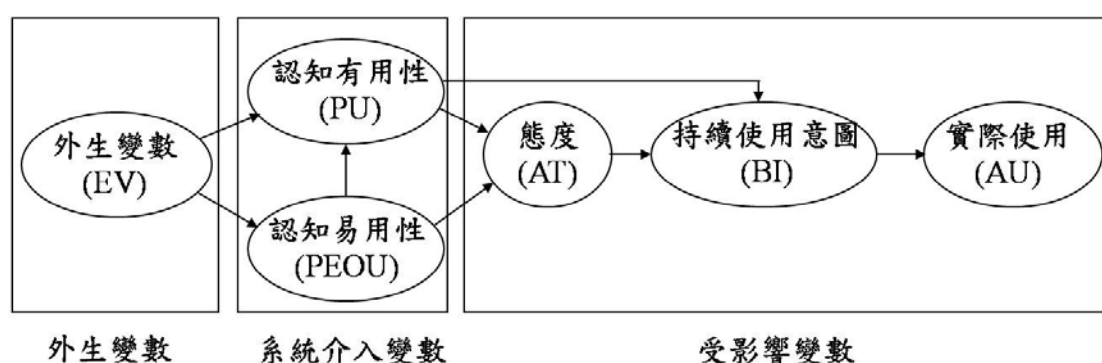 認知有用性
(PU)
外生變數
(EV)
認知易用性
(PEOU)
態度
(AT)
持續使用意圖
(BI)
實際使用
(AU)
外生變數
系統介入變數
受影響變數